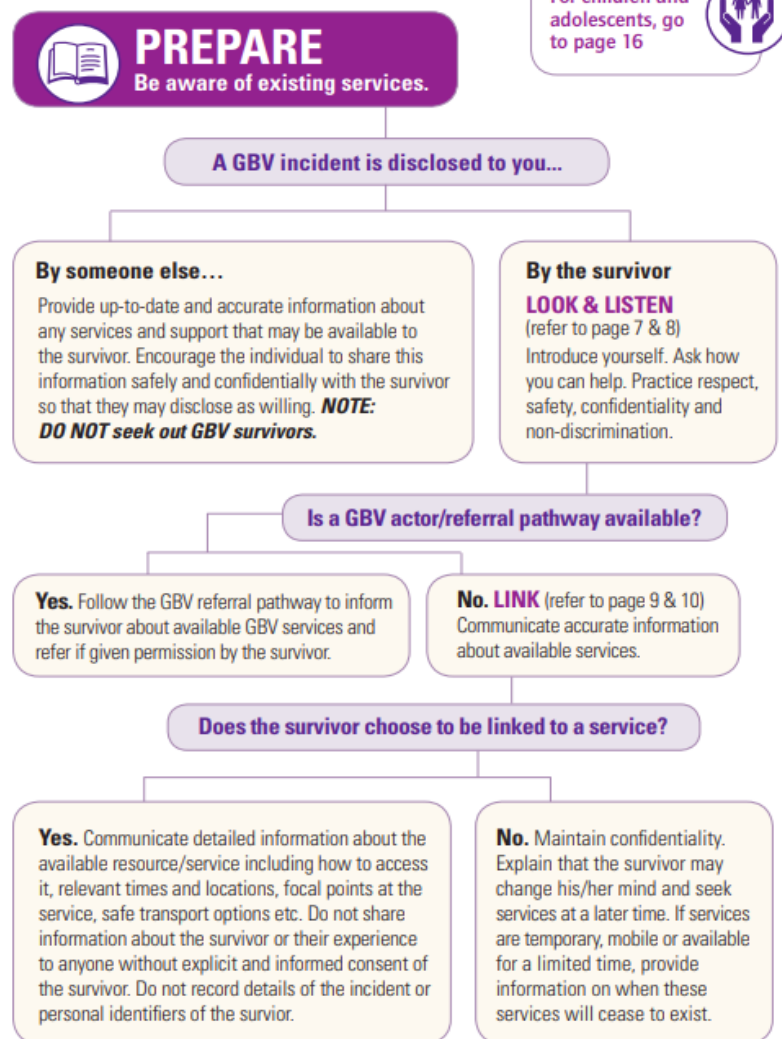 For children and
adolescents, go
to page 16
PREPARE
Be aware of existing services.
A GBV incident is disclosed to you...
By someone else…
Provide up-to-date and accurate information about
any services and support that may be available to
the survivor. Encourage the individual to share this
information safely and confidentially with the survivor
so that they may disclose as willing. NOTE:
DO NOT seek out GBV survivors.
By the survivor
LOOK & LISTEN
(refer to page 7 & 8)
Introduce yourself. Ask how
you can help. Practice respect,
safety, confidentiality and
non-discrimination.
Is a GBV actor/referral pathway available?
Yes. Follow the GBV referral pathway to inform
the survivor about available GBV services and
refer if given permission by the survivor.
No. LINK (refer to page 9 & 10)
Communicate accurate information
about available services.
Does the survivor choose to be linked to a service?
Yes. Communicate detailed information about the
available resource/service including how to access
it, relevant times and locations, focal points at the
service, safe transport options etc. Do not share
information about the survivor or their experience
to anyone without explicit and informed consent of
the survivor. Do not record details of the incident or
personal identifiers of the survior.
No. Maintain confidentiality.
Explain that the survivor may
change his/her mind and seek
services at a later time. If services
are temporary, mobile or available
for a limited time, provide
information on when these
services will cease to exist.